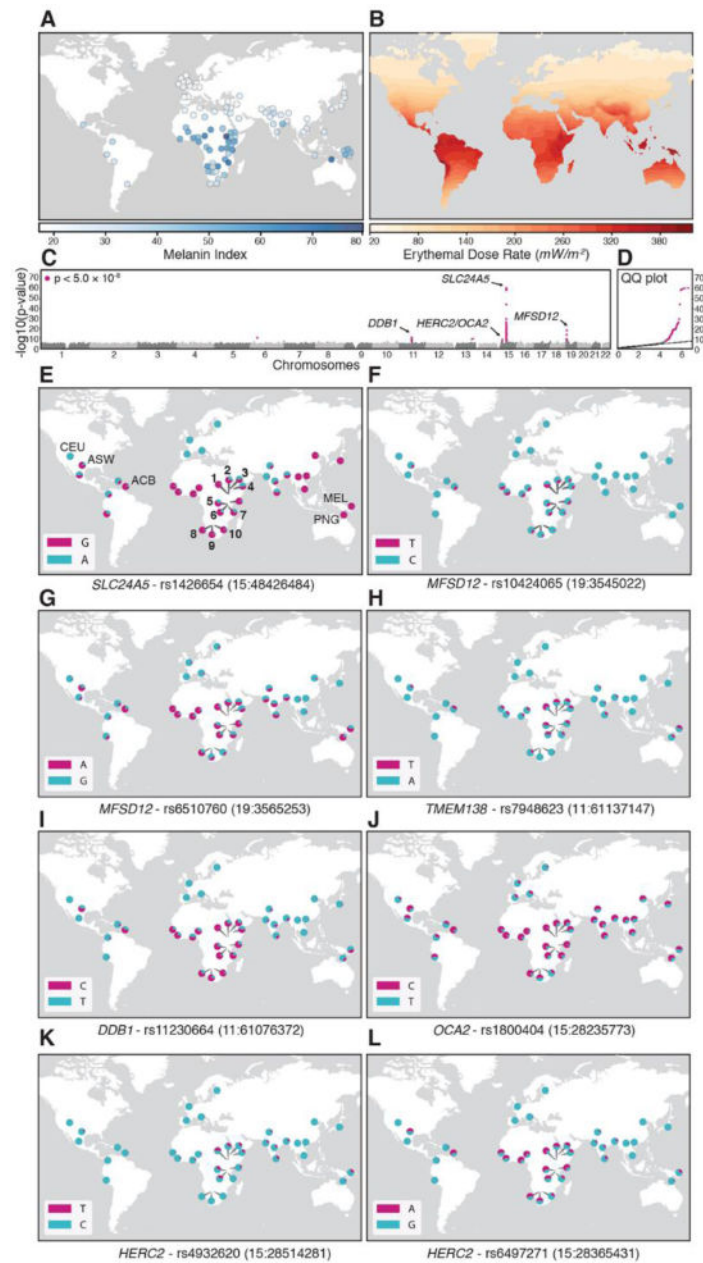 A
B
20 30 40 50 60 70 80
Melanin Index
20 80 140 200 260 320 380
Erythemal Dose Rate (mW/m-²)
C
D
-log10(p-value)
70
60
50
40
30
20
10
0
p < 5.0 × 10-⁸
SLC24A5
DDB1
HERC2/OCA2
MFSD12
1 2 3 4 5 6 7 8 9 10 11 12 13 14 15 16 17 18 19 20 21 22
Chromosomes
QQ plot
70
60
50
40
30
20
10
0
0 2 4 6
E
CEU
ASW
ACB
MEL
PNG
1
2
3
4
5
6
7
8
9
10
G
A
SLC24A5 - rs1426654 (15:48426484)
F
T
C
MFSD12 - rs10424065 (19:3545022)
G
A
G
MFSD12 - rs6510760 (19:3565253)
H
T
A
TMEM138 - rs7948623 (11:61137147)
I
C
T
DDB1 - rs11230664 (11:61076372)
J
C
T
OCA2 - rs1800404 (15:28235773)
K
T
C
HERC2 - rs4932620 (15:28514281)
L
A
G
HERC2 - rs6497271 (15:28365431)